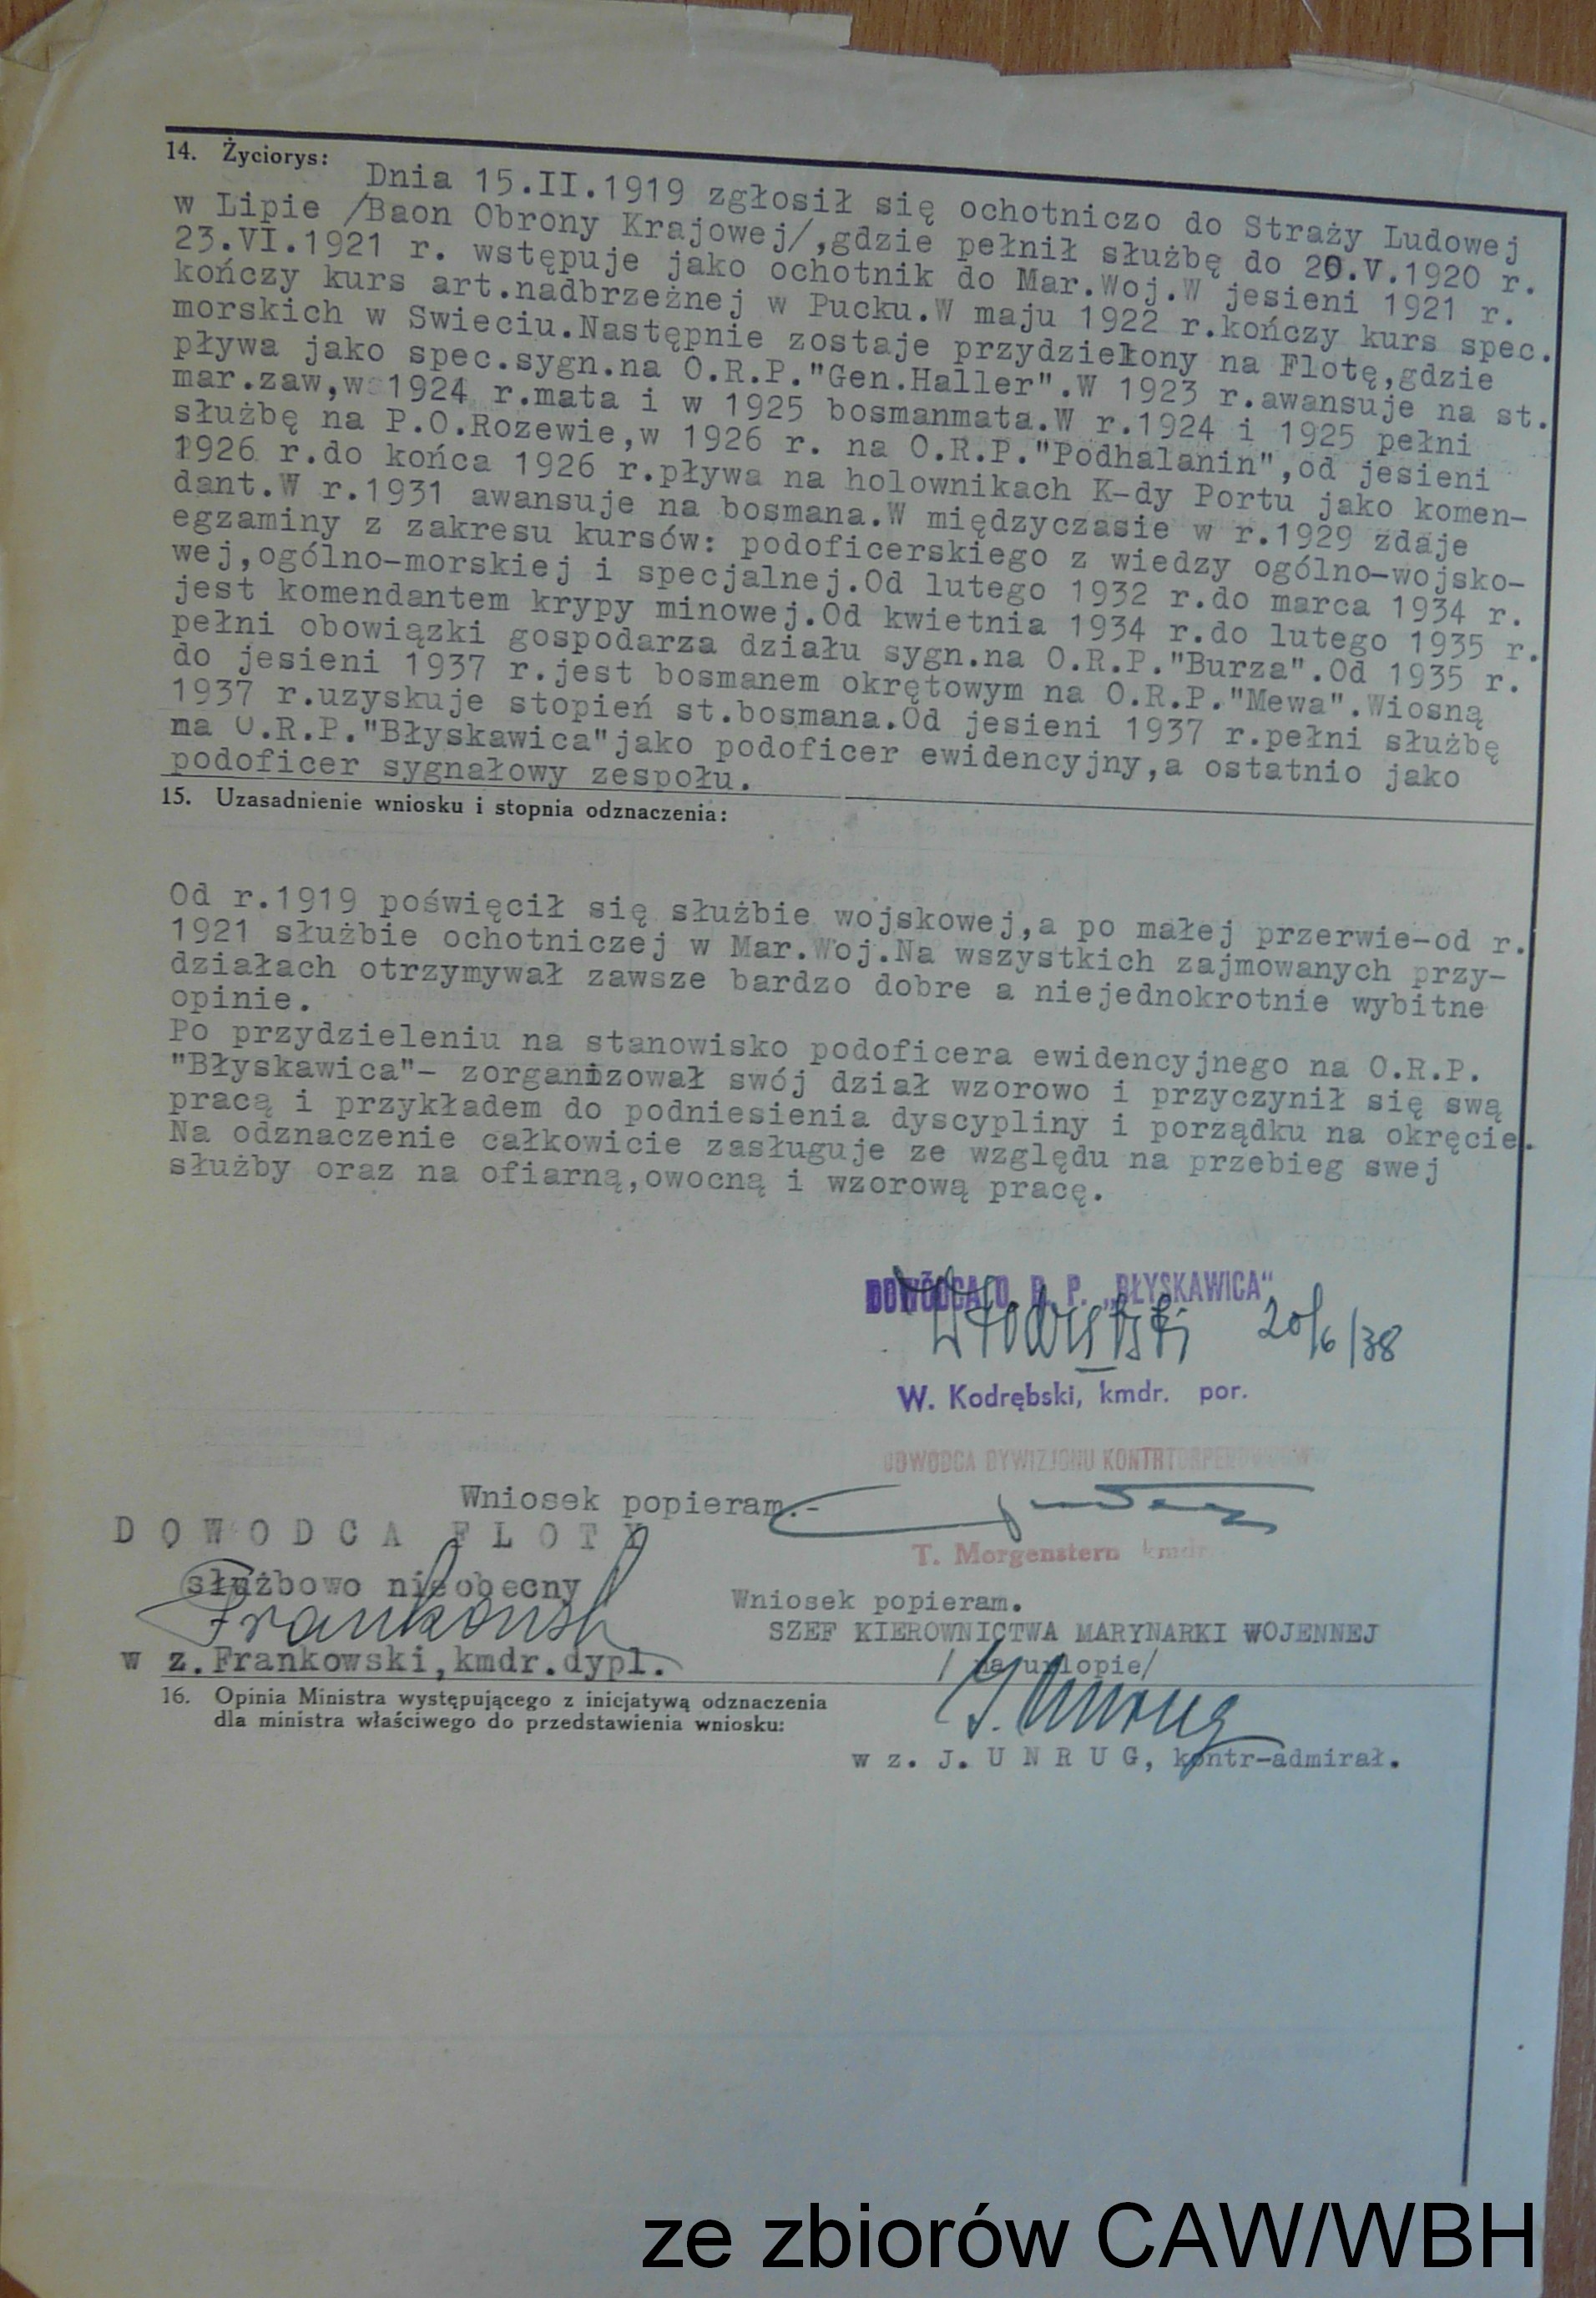 14. Życiorys:
Dnia 15.II.1919 zgłosił się ochotniczo do Straży Ludowej
w Lipie /Baon Obrony Krajowej/,gdzie pełnił służbę do 20.V.1920 r.
23.VI.1921 r. wstępuje jako ochotnik do Mar.Woj.W jesieni 1921 r.
kończy kurs art.nadbrzeżnej w Pucku.W maju 1922 r.kończy kurs spec.
morskich w Swieciu.Następnie zostaje przydzielony na Flotę,gdzie
pływa jako spec.sygn.na O.R.P."Gen.Haller".W 1923 r.awansuje na st.
mar.zaw,w 1924 r.mata i w 1925 bosmanmata.W r.1924 i 1925 pełni
służbę na P.O.Rozewie,w 1926 r. na O.R.P."Podhalanin",od jesieni
1926 r.do końca 1926 r.pływa na holownikach K-dy Portu jako komen-
dant.W r.1931 awansuje na bosmana.W międzyczasie w r.1929 zdaje
egzaminy z zakresu kursów: podoficerskiego z wiedzy ogólno-wojsko-
wej,ogólno-morskiej i specjalnej.Od lutego 1932 r.do marca 1934 r.
jest komendantem krypy minowej.Od kwietnia 1934 r.do lutego 1935 r.
pełni obowiązki gospodarza działu sygn.na O.R.P."Burza".Od 1935 r.
do jesieni 1937 r.jest bosmanem okrętowym na O.R.P."Mewa".Wiosną
1937 r.uzyskuje stopień st.bosmana.Od jesieni 1937 r.pełni służbę
na O.R.P."Błyskawica"jako podoficer ewidencyjny,a ostatnio jako
podoficer sygnałowy zespołu.
15. Uzasadnienie wniosku i stopnia odznaczenia:
Od r.1919 poświęcił się służbie wojskowej,a po małej przerwie-od r.
1921 służbie ochotniczej w Mar.Woj.Na wszystkich zajmowanych przy-
działach otrzymywał zawsze bardzo dobre a niejednokrotnie wybitne
opinie.
Po przydzieleniu na stanowisko podoficera ewidencyjnego na O.R.P.
"Błyskawica"- zorganizował swój dział wzorowo i przyczynił się swą
pracą i przykładem do podniesienia dyscypliny i porządku na okręcie.
Na odznaczenie całkowicie zasługuje ze względu na przebieg swej
służby oraz na ofiarną,owocną i wzorową pracę.
DOWÓDCA O. R. P. „BŁYSKAWICA“
20/6/38
W. Kodrębski, kmdr. por.
DOWÓDCA DYWIZJONU KONTRTORPEDOWCÓW
Wniosek popieram.-
T. Morgenstern kmdr.
DOWODCA FLOTY
służbowo nieobecny
Frankowski
w z.Frankowski,kmdr.dypl.
Wniosek popieram.
SZEF KIEROWNICTWA MARYNARKI WOJENNEJ
/ na urlopie/
J. Unrug
w z. J. U N R U G, kontr-admirał.
16. Opinia Ministra występującego z inicjatywą odznaczenia
dla ministra właściwego do przedstawienia wniosku:
ze zbiorów CAW/WBH